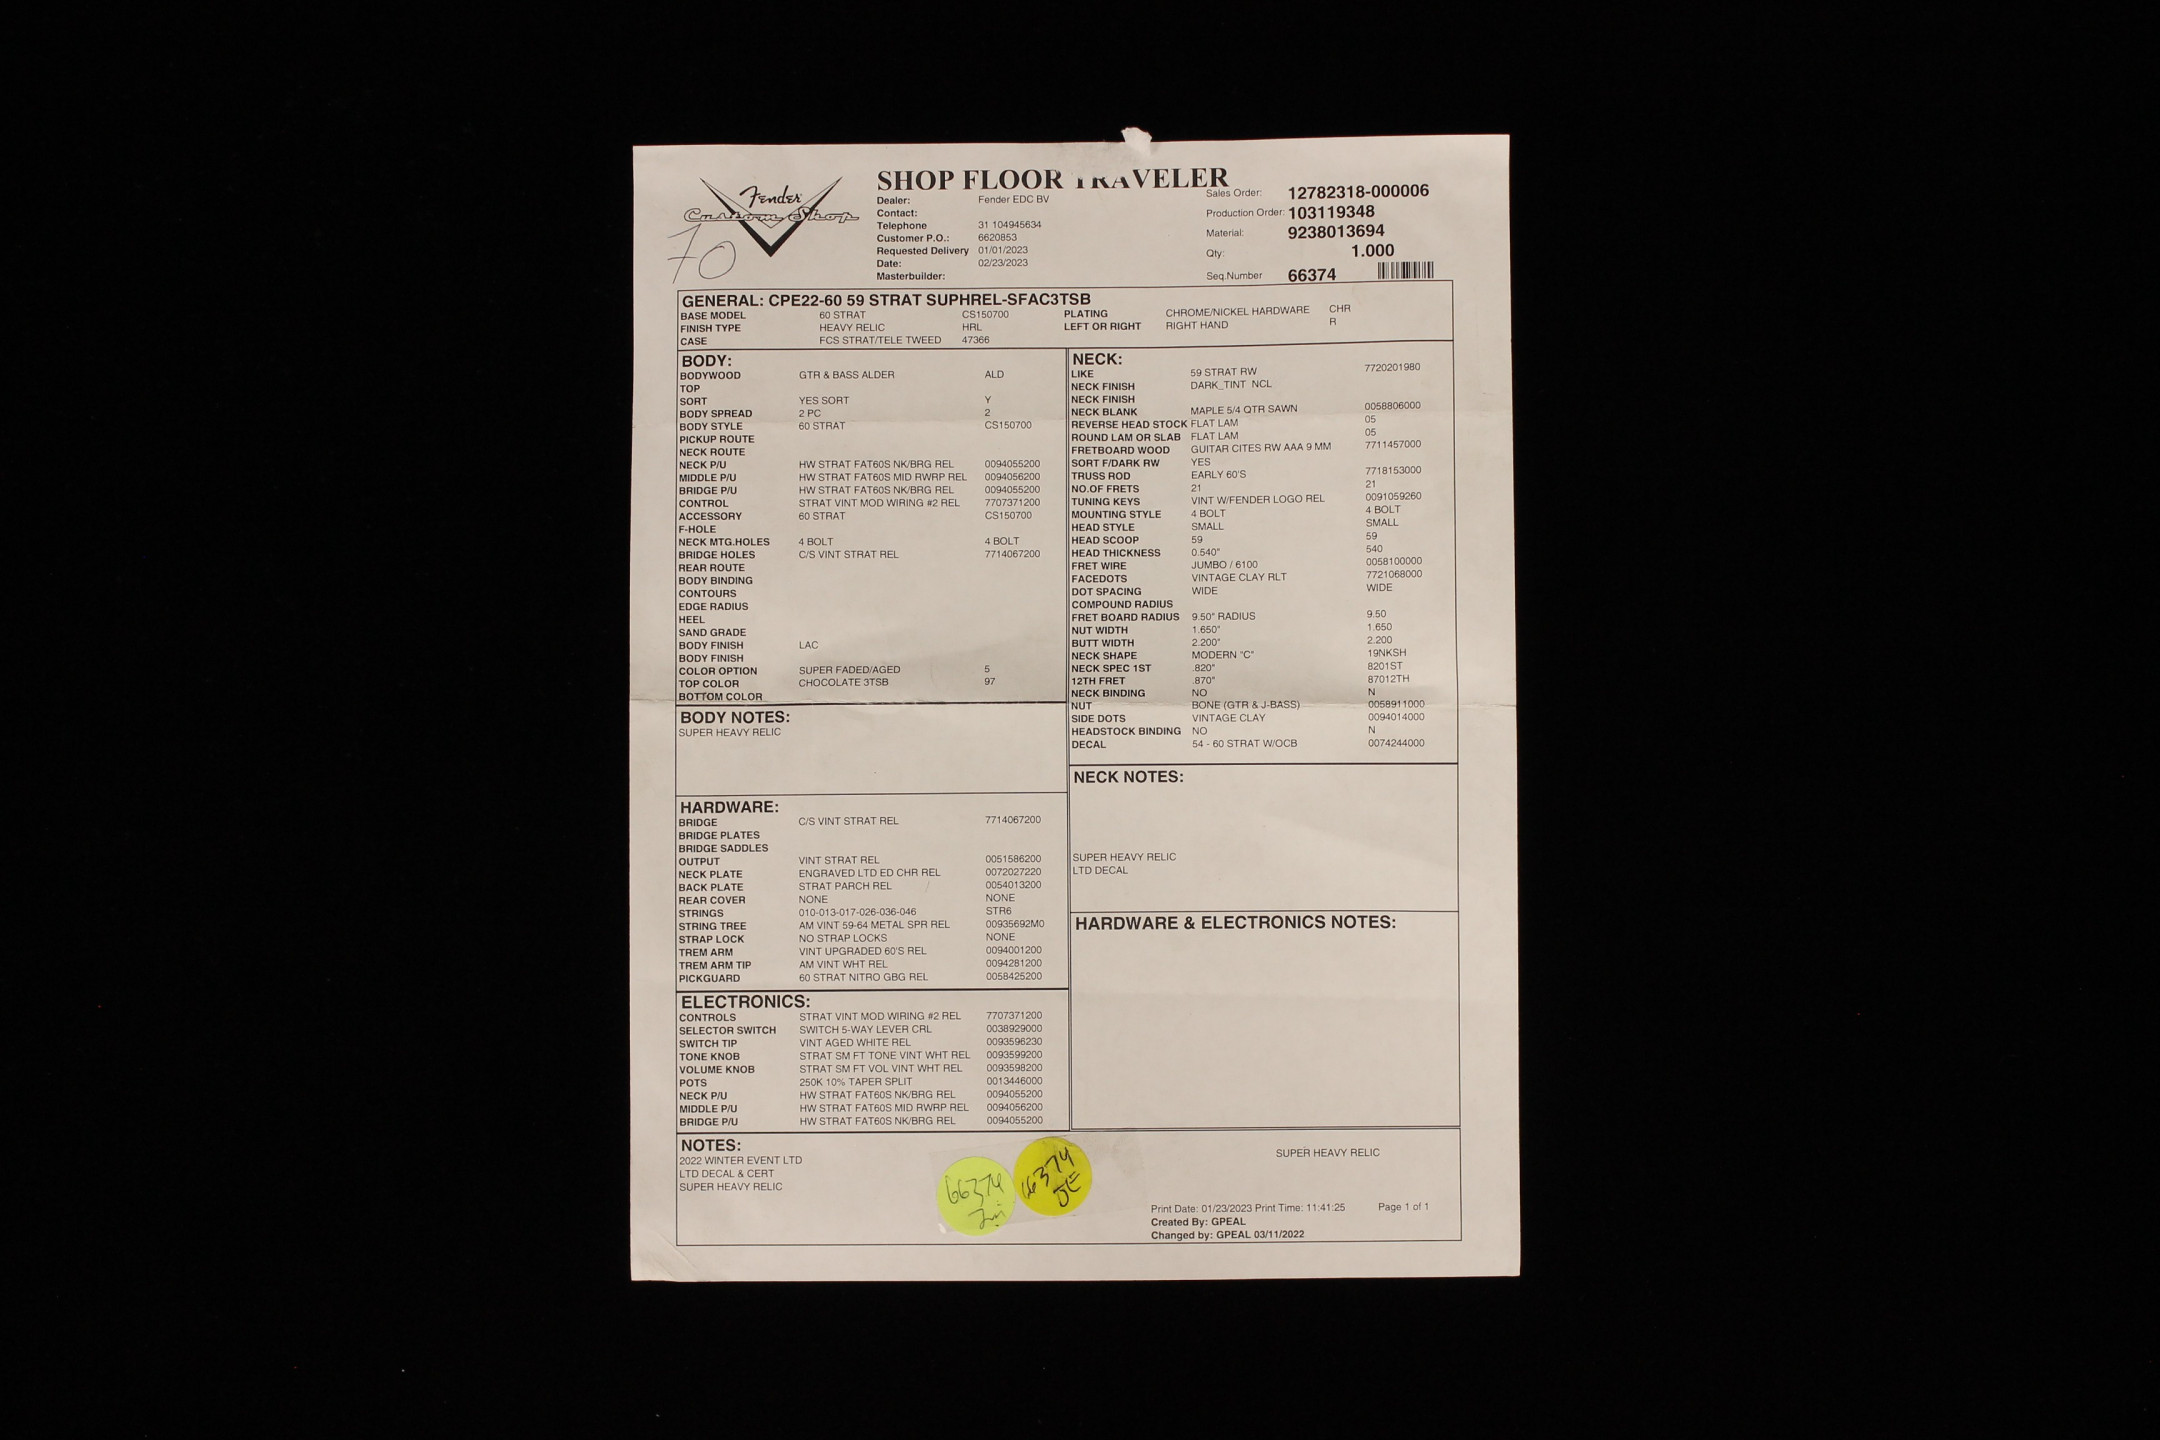 Fender
Custom Shop
70
SHOP FLOOR TRAVELER
Dealer: Fender EDC BV
Contact:
Telephone 31 104945634
Customer P.O.: 6620853
Requested Delivery 01/01/2023
Date: 02/23/2023
Masterbuilder:
Sales Order: 12782318-000006
Production Order: 103119348
Material: 9238013694
Qty: 1.000
Seq.Number 66374
GENERAL: CPE22-60 59 STRAT SUPHREL-SFAC3TSB
BASE MODEL 60 STRAT CS150700 PLATING CHROME/NICKEL HARDWARE CHR
FINISH TYPE HEAVY RELIC HRL LEFT OR RIGHT RIGHT HAND R
CASE FCS STRAT/TELE TWEED 47366
BODY:
BODYWOOD GTR & BASS ALDER ALD
TOP
SORT YES SORT Y
BODY SPREAD 2 PC 2
BODY STYLE 60 STRAT CS150700
PICKUP ROUTE
NECK ROUTE
NECK P/U HW STRAT FAT60S NK/BRG REL 0094055200
MIDDLE P/U HW STRAT FAT60S MID RWRP REL 0094056200
BRIDGE P/U HW STRAT FAT60S NK/BRG REL 0094055200
CONTROL STRAT VINT MOD WIRING #2 REL 7707371200
ACCESSORY 60 STRAT CS150700
F-HOLE
NECK MTG.HOLES 4 BOLT 4 BOLT
BRIDGE HOLES C/S VINT STRAT REL 7714067200
REAR ROUTE
BODY BINDING
CONTOURS
EDGE RADIUS
HEEL
SAND GRADE
BODY FINISH LAC
BODY FINISH
COLOR OPTION SUPER FADED/AGED 5
TOP COLOR CHOCOLATE 3TSB 97
BOTTOM COLOR
BODY NOTES:
SUPER HEAVY RELIC
HARDWARE:
BRIDGE C/S VINT STRAT REL 7714067200
BRIDGE PLATES
BRIDGE SADDLES
OUTPUT VINT STRAT REL 0051586200
NECK PLATE ENGRAVED LTD ED CHR REL 0072027220
BACK PLATE STRAT PARCH REL 0054013200
REAR COVER NONE NONE
STRINGS 010-013-017-026-036-046 STR6
STRING TREE AM VINT 59-64 METAL SPR REL 00935692M0
STRAP LOCK NO STRAP LOCKS NONE
TREM ARM VINT UPGRADED 60'S REL 0094001200
TREM ARM TIP AM VINT WHT REL 0094281200
PICKGUARD 60 STRAT NITRO GBG REL 0058425200
ELECTRONICS:
CONTROLS STRAT VINT MOD WIRING #2 REL 7707371200
SELECTOR SWITCH SWITCH 5-WAY LEVER CRL 0038929000
SWITCH TIP VINT AGED WHITE REL 0093596230
TONE KNOB STRAT SM FT TONE VINT WHT REL 0093599200
VOLUME KNOB STRAT SM FT VOL VINT WHT REL 0093598200
POTS 250K 10% TAPER SPLIT 0013446000
NECK P/U HW STRAT FAT60S NK/BRG REL 0094055200
MIDDLE P/U HW STRAT FAT60S MID RWRP REL 0094056200
BRIDGE P/U HW STRAT FAT60S NK/BRG REL 0094055200
NECK:
LIKE 59 STRAT RW 7720201980
NECK FINISH DARK_TINT NCL
NECK FINISH
NECK BLANK MAPLE 5/4 QTR SAWN 0058806000
REVERSE HEAD STOCK FLAT LAM 05
ROUND LAM OR SLAB FLAT LAM 05
FRETBOARD WOOD GUITAR CITES RW AAA 9 MM 7711457000
SORT F/DARK RW YES
TRUSS ROD EARLY 60'S 7718153000
NO.OF FRETS 21 21
TUNING KEYS VINT W/FENDER LOGO REL 0091059260
MOUNTING STYLE 4 BOLT 4 BOLT
HEAD STYLE SMALL SMALL
HEAD SCOOP 59 59
HEAD THICKNESS 0.540" 540
FRET WIRE JUMBO / 6100 0058100000
FACEDOTS VINTAGE CLAY RLT 7721068000
DOT SPACING WIDE WIDE
COMPOUND RADIUS
FRET BOARD RADIUS 9.50" RADIUS 9.50
NUT WIDTH 1.650" 1.650
BUTT WIDTH 2.200" 2.200
NECK SHAPE MODERN "C" 19NKSH
NECK SPEC 1ST .820" 8201ST
12TH FRET .870" 87012TH
NECK BINDING NO N
NUT BONE (GTR & J-BASS) 0058911000
SIDE DOTS VINTAGE CLAY 0094014000
HEADSTOCK BINDING NO N
DECAL 54 - 60 STRAT W/OCB 0074244000
NECK NOTES:
SUPER HEAVY RELIC
LTD DECAL
HARDWARE & ELECTRONICS NOTES:
NOTES:
2022 WINTER EVENT LTD
LTD DECAL & CERT
SUPER HEAVY RELIC
66374
66374
SUPER HEAVY RELIC
Print Date: 01/23/2023 Print Time: 11:41:25 Page 1 of 1
Created By: GPEAL
Changed by: GPEAL 03/11/2022